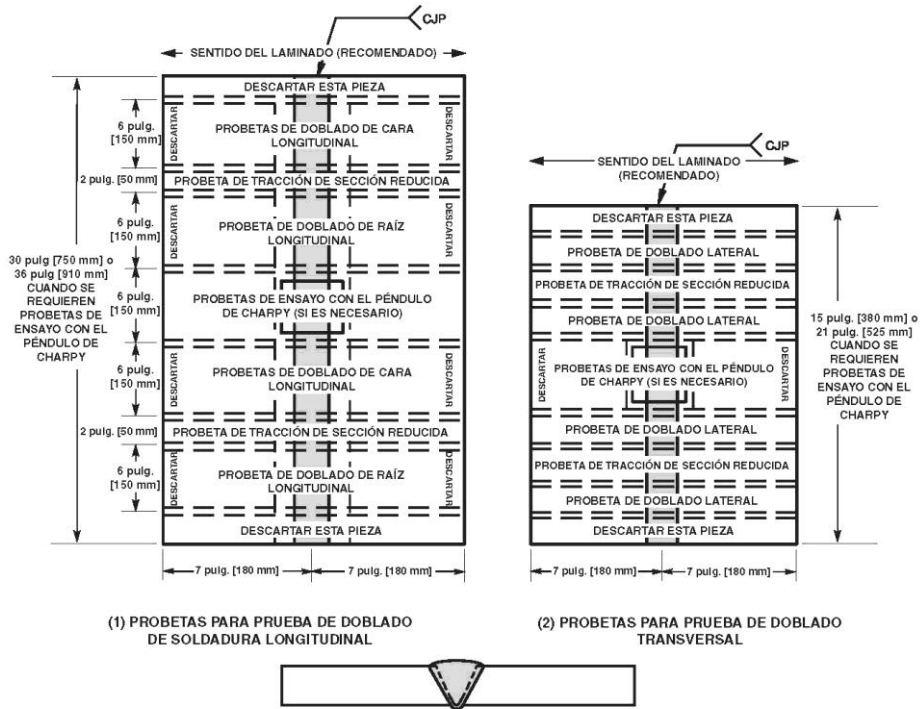 CJP
SENTIDO DEL LAMINADO (RECOMENDADO)
DESCARTAR ESTA PIEZA
6 pulg.
[150 mm]
DESCARTAR
PROBETAS DE DOBLADO DE CARA
LONGITUDINAL
DESCARTAR
2 pulg. [50 mm]
PROBETA DE TRACCIÓN DE SECCIÓN REDUCIDA
6 pulg.
[150 mm]
DESCARTAR
PROBETAS DE DOBLADO DE RAÍZ
LONGITUDINAL
DESCARTAR
30 pulg [750 mm] o
36 pulg [910 mm]
CUANDO SE
REQUIEREN
PROBETAS DE
ENSAYO CON EL
PÉNDULO
DE CHARPY
6 pulg.
[150 mm]
PROBETAS DE ENSAYO CON EL PÉNDULO
DE CHARPY (SI ES NECESARIO)
6 pulg.
[150 mm]
PROBETAS DE DOBLADO DE CARA
LONGITUDINAL
2 pulg. [50 mm]
PROBETA DE TRACCIÓN DE SECCIÓN REDUCIDA
6 pulg.
[150 mm]
DESCARTAR
PROBETA DE DOBLADO DE RAÍZ
LONGITUDINAL
DESCARTAR
DESCARTAR ESTA PIEZA
7 pulg. [180 mm]
7 pulg. [180 mm]
(1) PROBETAS PARA PRUEBA DE DOBLADO
DE SOLDADURA LONGITUDINAL
CJP
SENTIDO DEL LAMINADO
(RECOMENDADO)
DESCARTAR ESTA PIEZA
PROBETA DE DOBLADO LATERAL
PROBETA DE TRACCIÓN DE SECCIÓN REDUCIDA
PROBETA DE DOBLADO LATERAL
DESCARTAR
PROBETAS DE ENSAYO CON EL PÉNDULO
DE CHARPY (SI ES NECESARIO)
DESCARTAR
PROBETA DE DOBLADO LATERAL
PROBETA DE TRACCIÓN DE SECCIÓN REDUCIDA
PROBETA DE DOBLADO LATERAL
DESCARTAR ESTA PIEZA
15 pulg. [380 mm] o
21 pulg. [525 mm]
CUANDO SE
REQUIEREN
PROBETAS DE
ENSAYO CON EL
PÉNDULO DE
CHARPY
7 pulg. [180 mm]
7 pulg. [180 mm]
(2) PROBETAS PARA PRUEBA DE DOBLADO
TRANSVERSAL